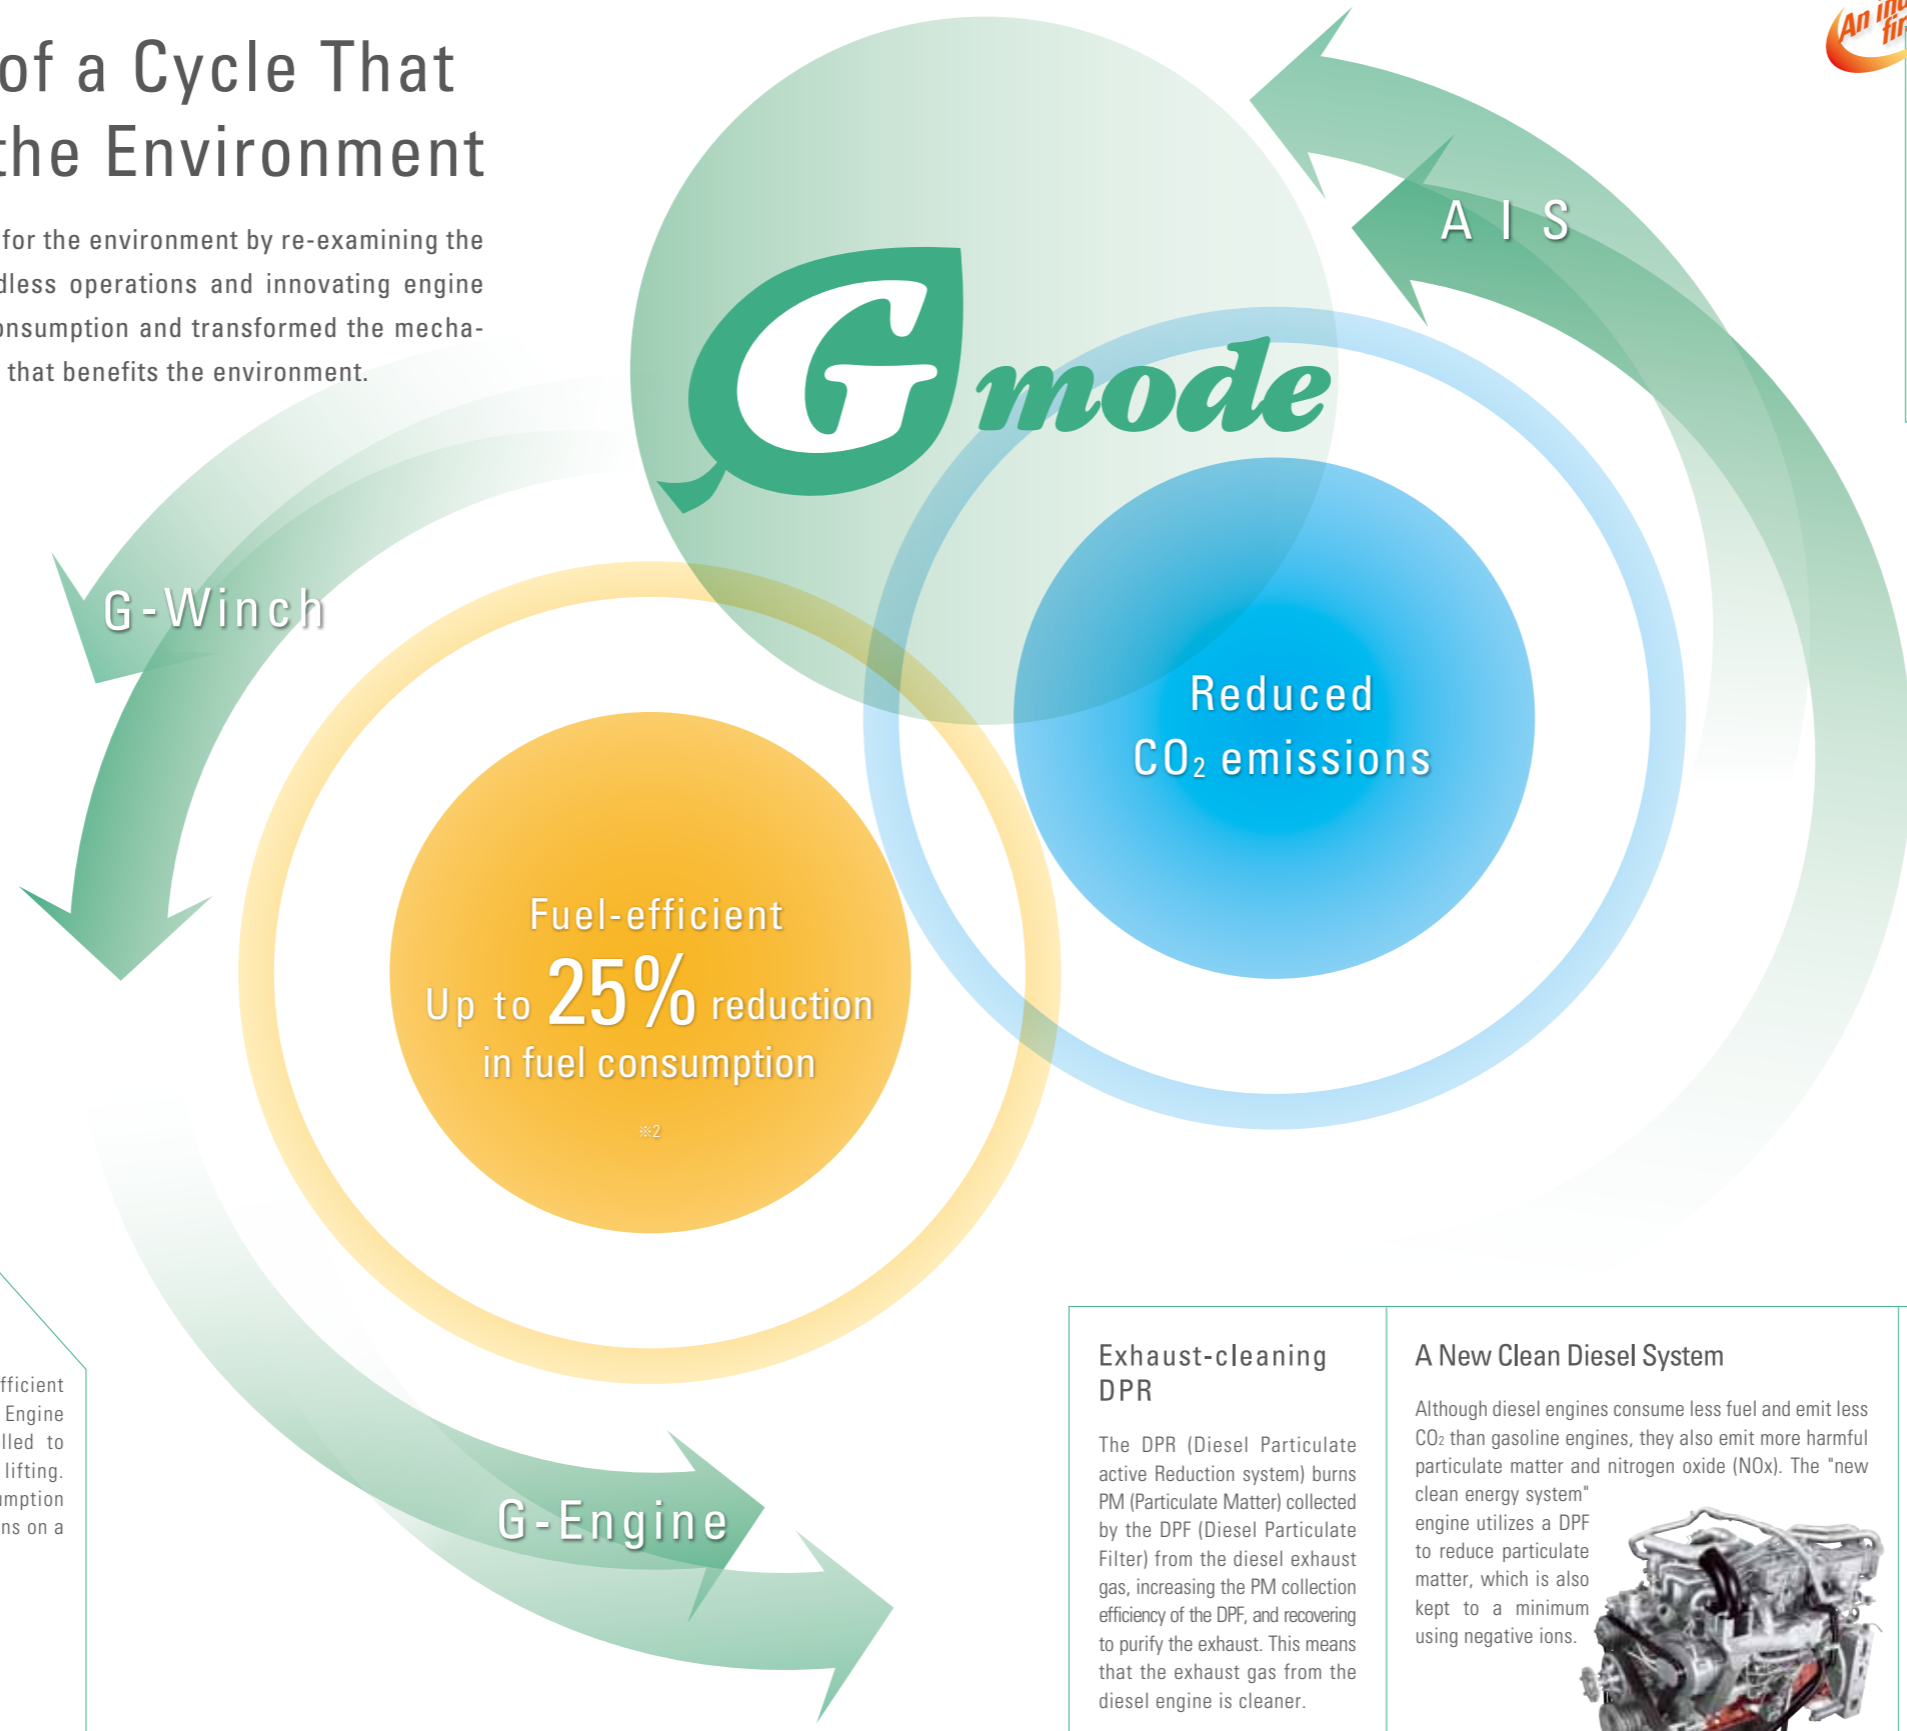 of a Cycle That
the Environment
for the environment by re-examining the
operations and innovating engine
and transformed the mecha-
that benefits the environment.
An
G mode
AIS
G-Winch
Reduced
CO₂ emissions
Fuel-efficient
Up to 25% reduction
in fuel consumption
※2
Engine
to
lifting.
on a
G-Engine
Exhaust-cleaning
DPR
The DPR (Diesel Particulate
active Reduction system) burns
PM (Particulate Matter) collected
by the DPF (Diesel Particulate
Filter) from the diesel exhaust
gas, increasing the PM collection
efficiency of the DPF, and recovering
to purify the exhaust. This means
that the exhaust gas from the
diesel engine is cleaner.
A New Clean Diesel System
Although diesel engines consume less fuel and emit less
CO₂ than gasoline engines, they also emit more harmful
particulate matter and nitrogen oxide (NOx). The "new
clean energy system"
engine utilizes a DPF
to reduce particulate
matter, which is also
kept to a minimum
using negative ions.